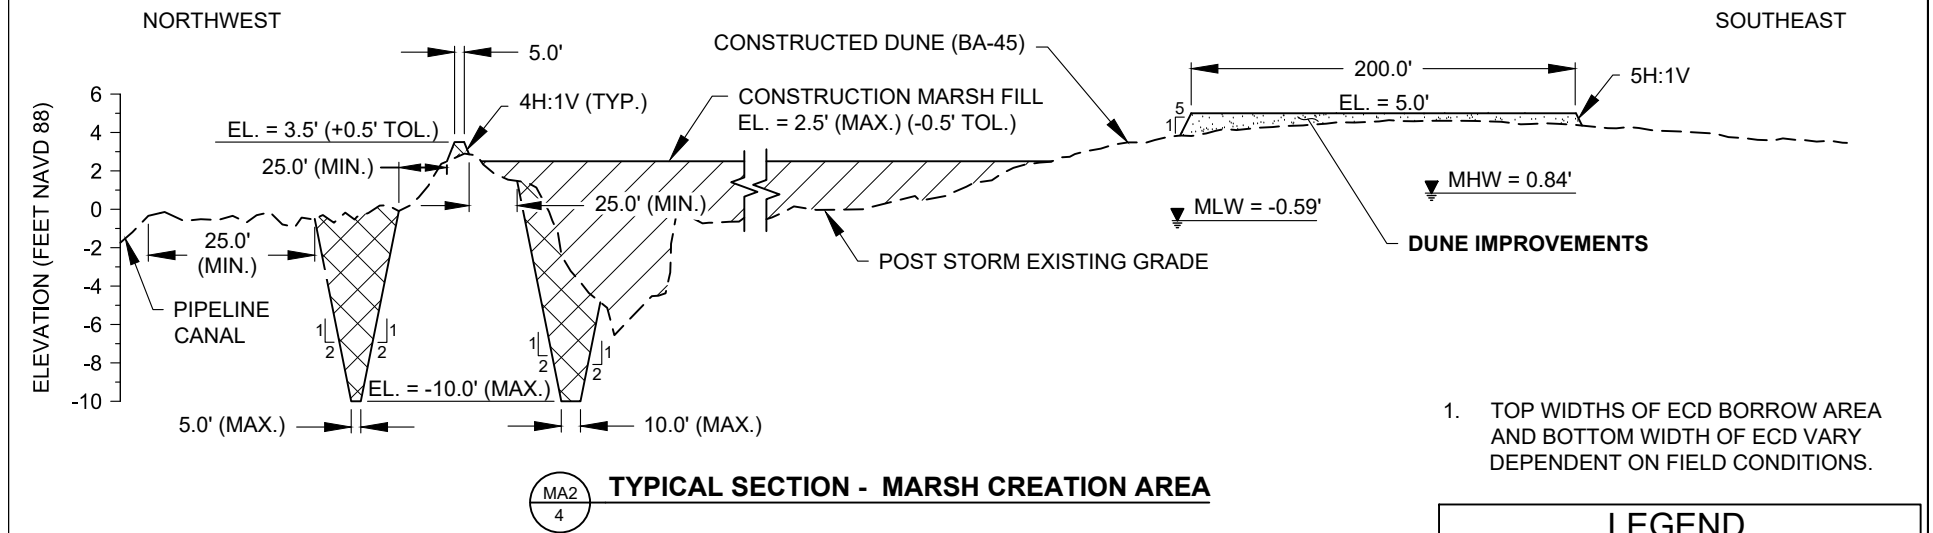 NORTHWEST
SOUTHEAST
5.0'
CONSTRUCTED DUNE (BA-45)
200.0'
5H:1V
4H:1V (TYP.)
CONSTRUCTION MARSH FILL
EL. = 2.5' (MAX.) (-0.5' TOL.)
EL. = 5.0'
5
1
EL. = 3.5' (+0.5' TOL.)
25.0' (MIN.)
25.0' (MIN.)
MHW = 0.84'
MLW = -0.59'
25.0'
(MIN.)
DUNE IMPROVEMENTS
POST STORM EXISTING GRADE
PIPELINE
CANAL
1
2
1
2
1
2
1
2
EL. = -10.0' (MAX.)
5.0' (MAX.)
10.0' (MAX.)
ELEVATION (FEET NAVD 88)
6
4
2
0
-2
-4
-6
-8
-10
1. TOP WIDTHS OF ECD BORROW AREA
AND BOTTOM WIDTH OF ECD VARY
DEPENDENT ON FIELD CONDITIONS.
MA2
4
TYPICAL SECTION - MARSH CREATION AREA
LEGEND